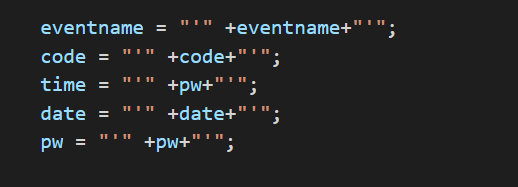 eventname = "'" +eventname+"'";
code = "'" +code+"'";
time = "'" +pw+"'";
date = "'" +date+"'";
pw = "'" +pw+"'";